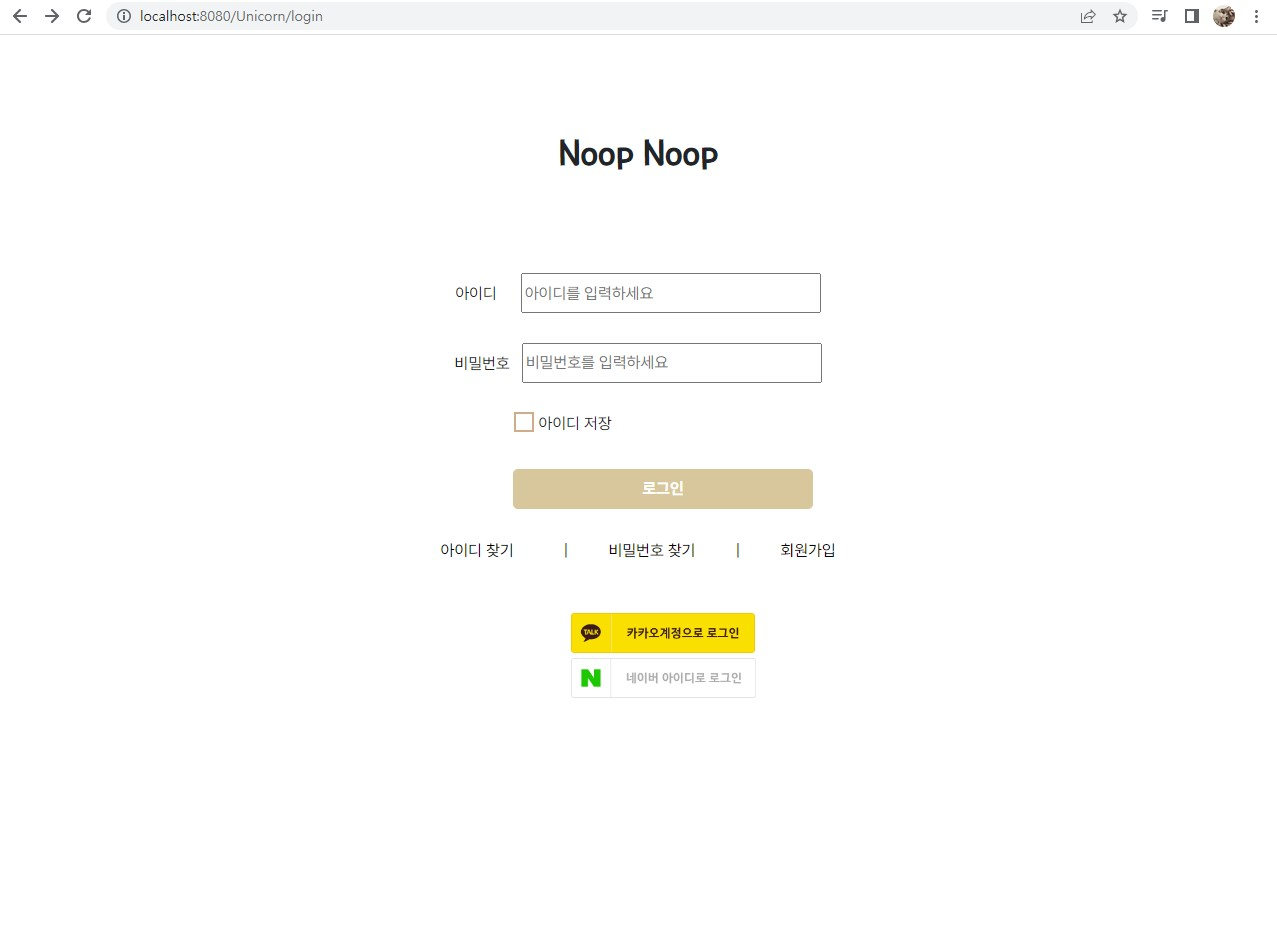 localhost:8080/Unicorn/login
Noop Noop
아이디 아이디를 입력하세요
비밀번호 비밀번호를 입력하세요
아이디 저장
로그인
아이디 찾기 | 비밀번호 찾기 | 회원가입
TALK 카카오계정으로 로그인
N 네이버 아이디로 로그인